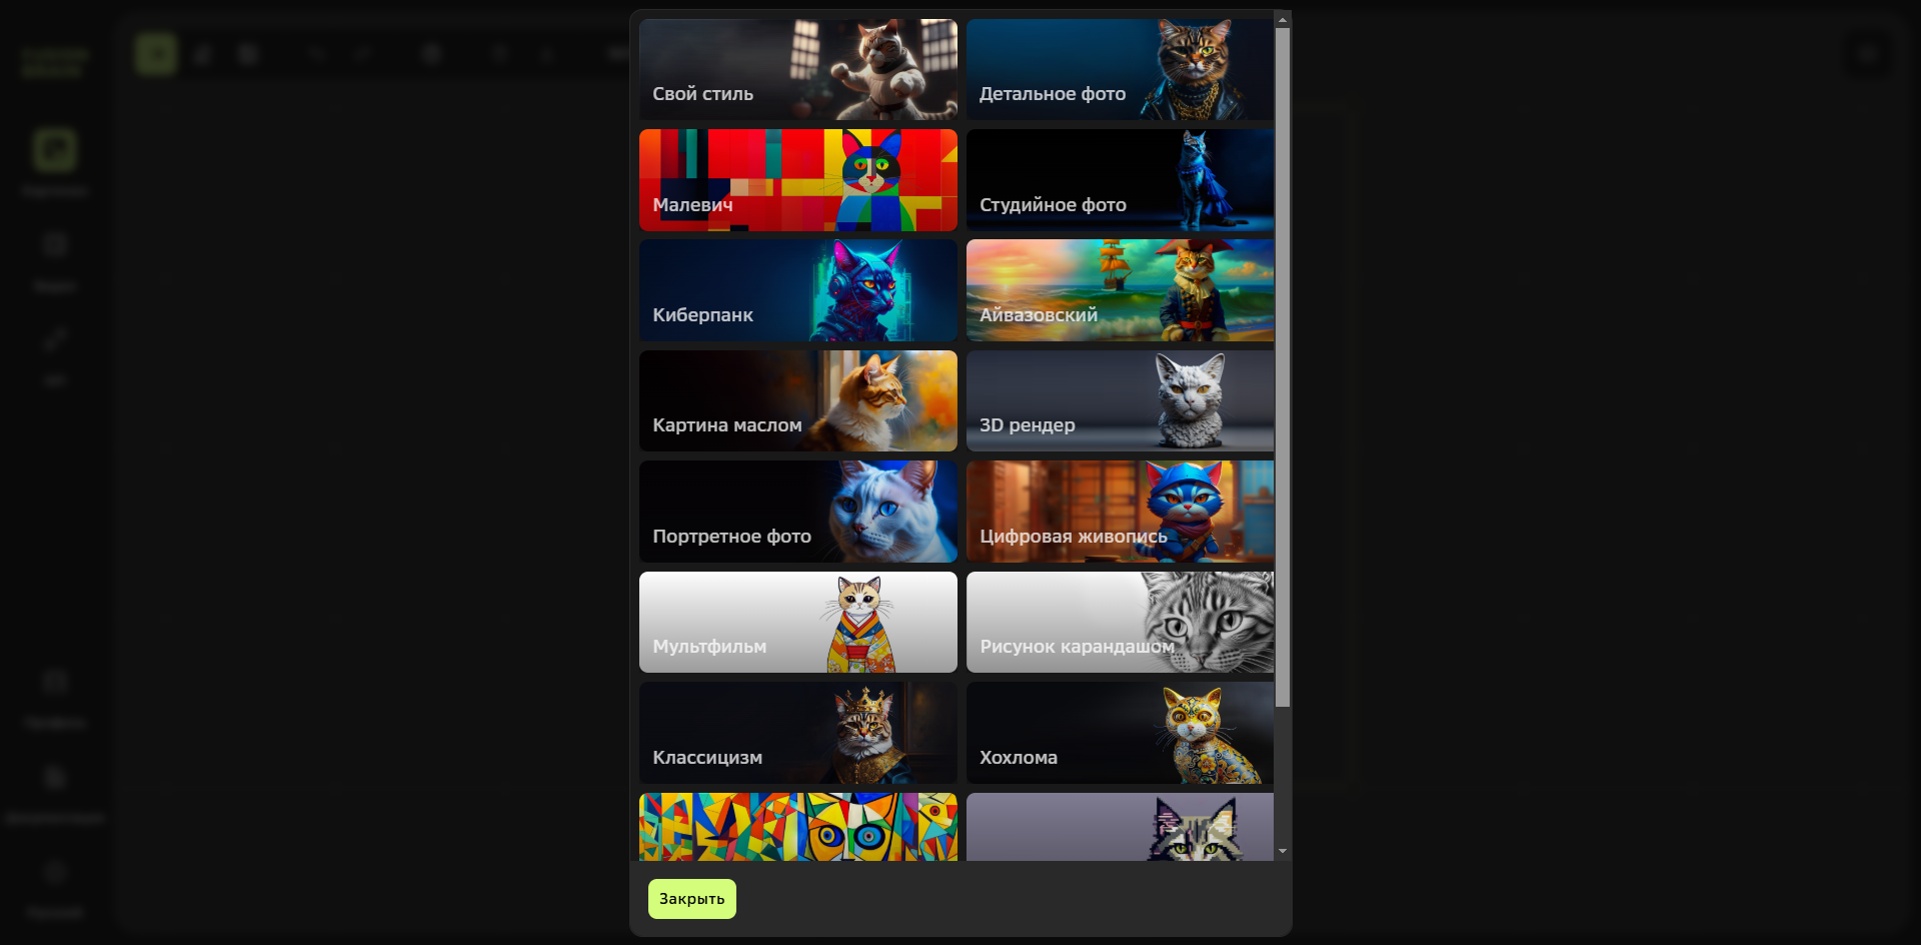 Свой стиль
Детальное фото
Малевич
Студийное фото
Киберпанк
Айвазовский
Картина маслом
3D рендер
Портретное фото
Цифровая живопись
Мультфильм
Рисунок карандашом
Классицизм
Хохлома
Закрыть